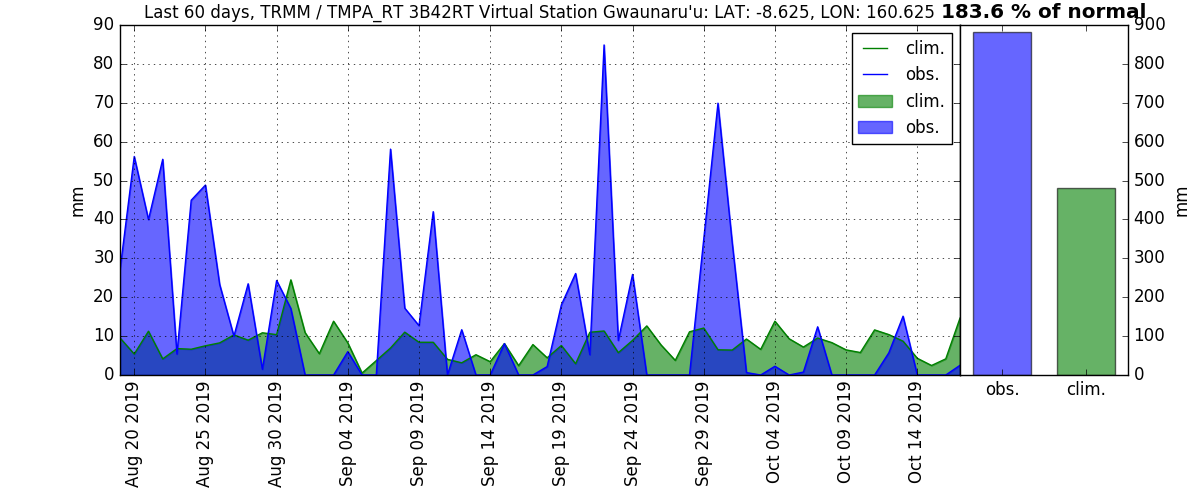 Last 60 days, TRMM / TMPA_RT 3B42RT Virtual Station Gwaunaru'u: LAT: -8.625, LON: 160.625 183.6 % of normal
90
80
70
60
50
40
30
20
10
0
mm
clim.
obs.
clim.
obs.
900
800
700
600
500
400
300
200
100
0
mm
Aug 20 2019
Aug 25 2019
Aug 30 2019
Sep 04 2019
Sep 09 2019
Sep 14 2019
Sep 19 2019
Sep 24 2019
Sep 29 2019
Oct 04 2019
Oct 09 2019
Oct 14 2019
obs.
clim.